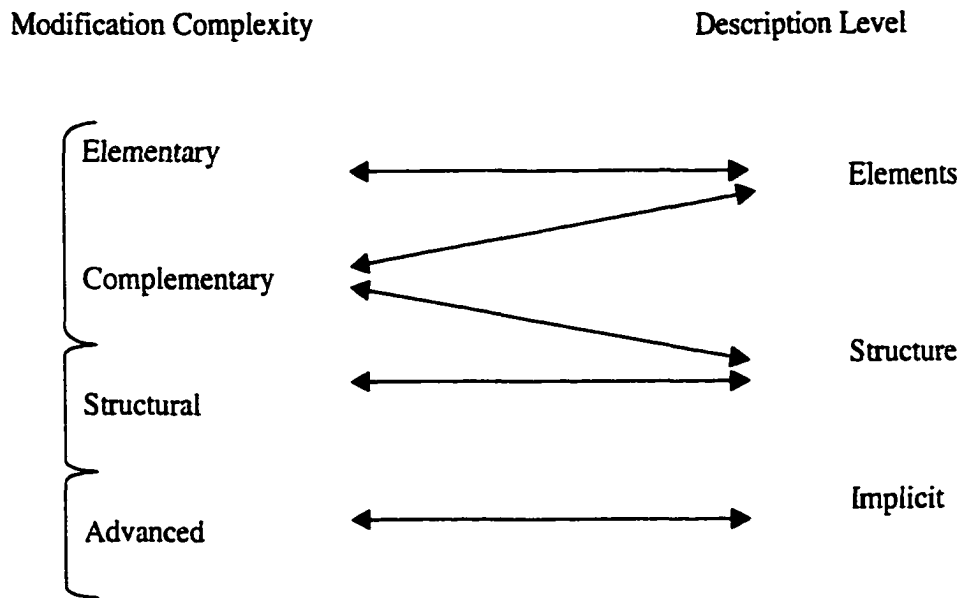 Modification Complexity
Description Level
Elementary
Elements
Complementary
Structure
Structural
Implicit
Advanced